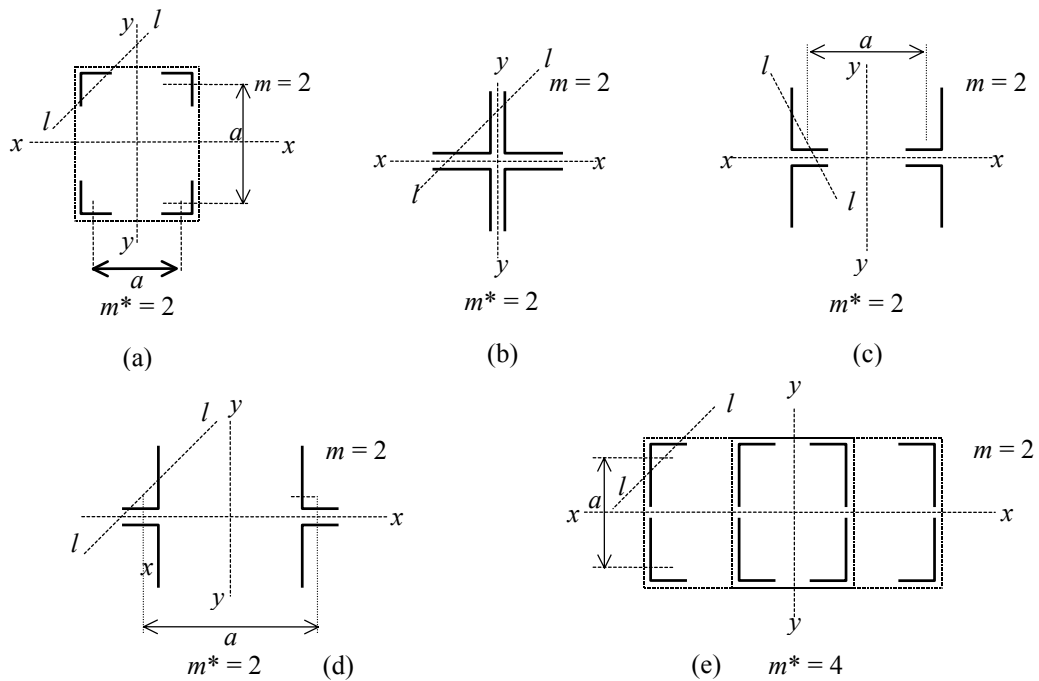 y
l
m = 2
a
l
x
x
y
a
m* = 2
(a)
y
l
m = 2
x
x
l
y
m* = 2
(b)
a
l
y
m = 2
x
x
l
y
m* = 2
(c)
l
y
m = 2
x
l
x
y
a
m* = 2
(d)
y
l
m = 2
l
a
x
x
y
(e)
m* = 4